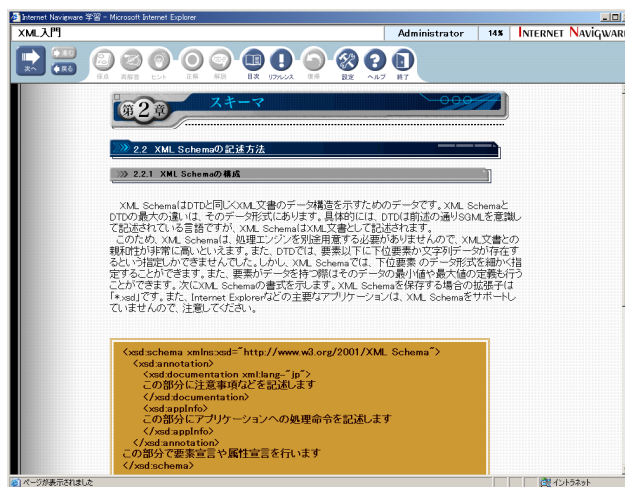 Internet Navigware 学習 - Microsoft Internet Explorer
XML入門
Administrator
14%
INTERNET NAVIGWARE
次へ
進む
戻る
採点
再解答
ヒント
正解
解説
目次
リファレンス
復帰
設定
ヘルプ
終了
第2章
スキーマ
2.2 XML Schemaの記述方法
2.2.1 XML Schemaの構成
XML SchemaはDTDと同じくXML文書のデータ構造を示すためのデータです。XML Schemaと
DTDの最大の違いは、そのデータ形式にあります。具体的には、DTDは前述の通りSGMLを意識し
て記述されている言語ですが、XML SchemaはXML文書として記述されます。
このため、XML Schemaは、処理エンジンを別途用意する必要がありませんので、XML文書との
親和性が非常に高いといえます。また、DTDでは、要素以下に下位要素か文字列データが存在す
るという指定しかできませんでした。しかし、XML Schemaでは、下位要素のデータ形式を細かく指
定することができます。また、要素がデータを持つ際はそのデータの最小値や最大値の定義も行う
ことができます。次にXML Schemaの書式を示します。XML Schemaを保存する場合の拡張子は
「*.xsd」です。また、Internet Explorerなどの主要なアプリケーションは、XML Schemaをサポートし
ていませんので、注意してください。
<xsd:schema xmlns:xsd="http://www.w3.org/2001/XML Schema">
<xsd:annotation>
<xsd:documentation xml:lang="jp">
この部分に注意事項などを記述します
</xsd:documentation>
<xsd:appInfo>
この部分にアプリケーションへの処理命令を記述します
</xsd:appInfo>
</xsd:annotation>
この部分で要素宣言や属性宣言を行います
</xsd:schema>
ページが表示されました
イントラネット